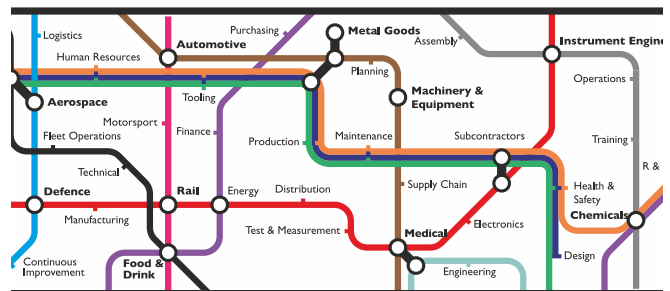 Logistics
Purchasing
Metal Goods
Assembly
Instrument Engine
Automotive
Human Resources
Planning
Operations
Aerospace
Tooling
Machinery &
Equipment
Motorsport
Finance
Fleet Operations
Production
Maintenance
Subcontractors
Training
Technical
R &
Defence
Rail
Energy
Distribution
Supply Chain
Health &
Safety
Manufacturing
Chemicals
Test & Measurement
Medical
Electronics
Continuous
Improvement
Food &
Drink
Engineering
Design